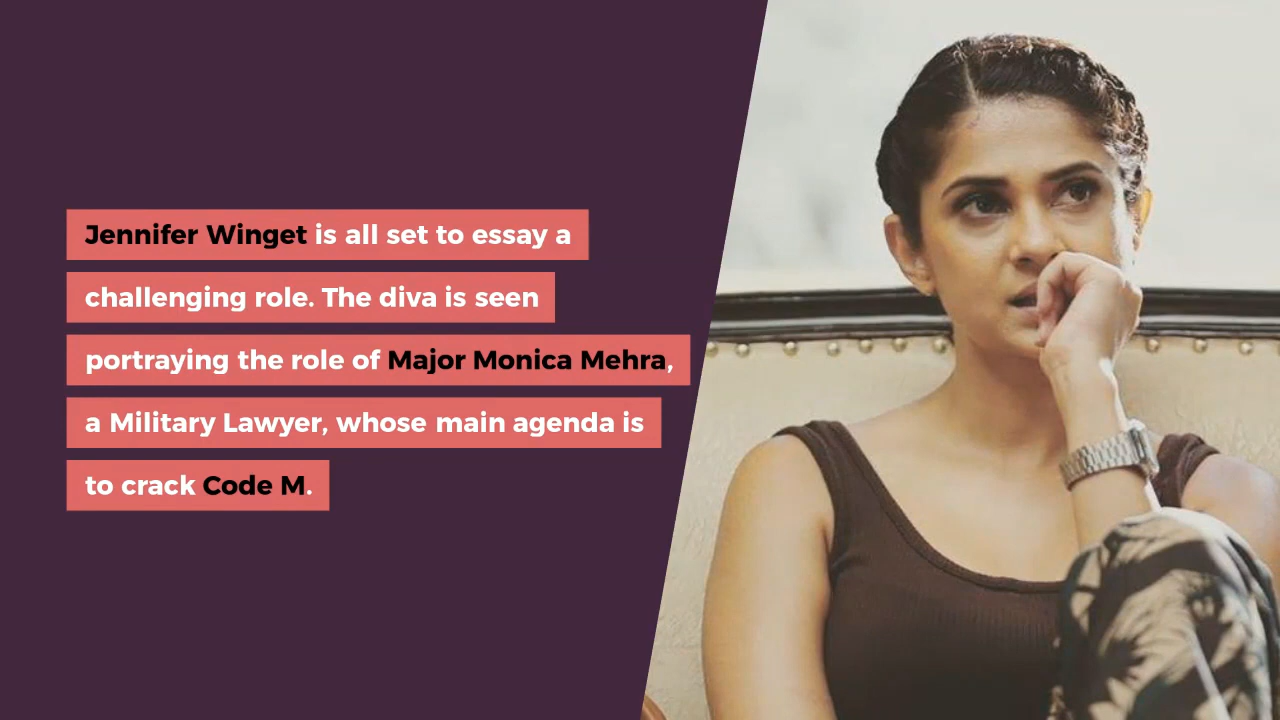 Jennifer Winget is all set to essay a
challenging role. The diva is seen
portraying the role of Major Monica Mehra,
a Military Lawyer, whose main agenda is
to crack Code M.